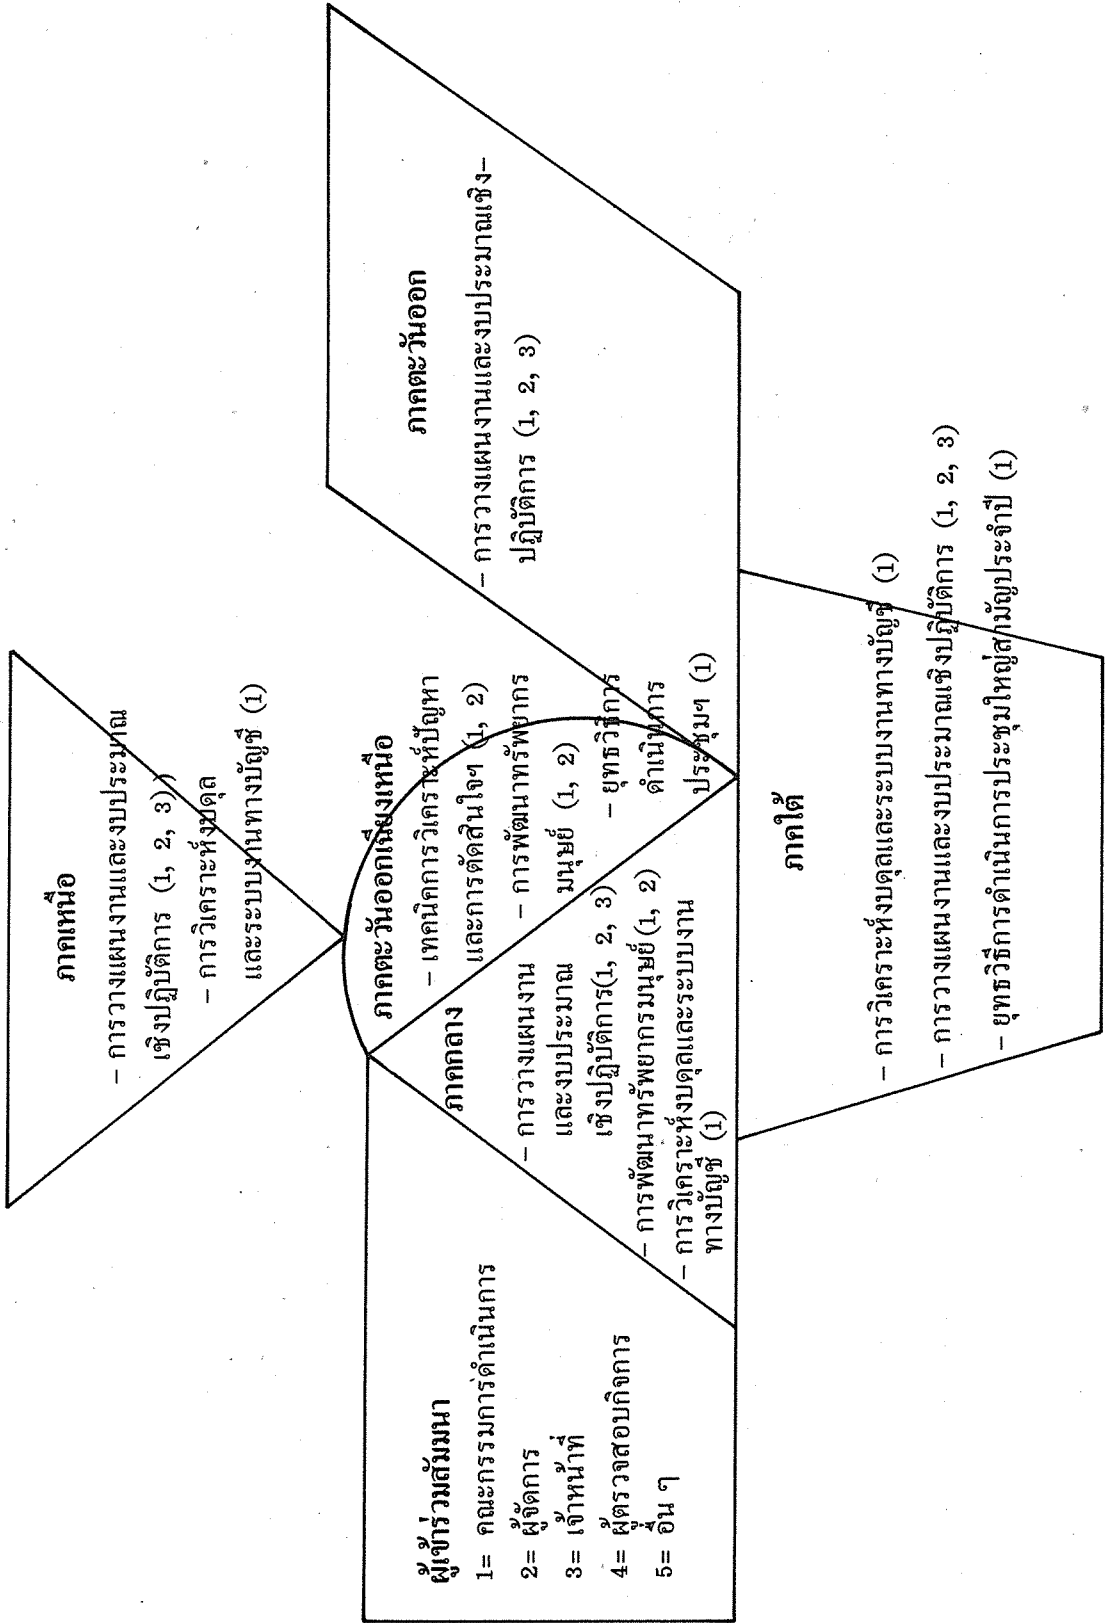 ภาคเหนือ
– การวางแผนงานและงบประมาณ
เชิงปฏิบัติการ (1, 2, 3))
– การวิเคราะห์งบดุล
และระบบงานทางบัญชี (1)
ภาคตะวันออกเฉียงเหนือ
– เทคนิคการวิเคราะห์ปัญหา
และการตัดสินใจฯ (1, 2)
– การพัฒนาทรัพยากร
มนุษย์ (1, 2)
– ยุทธวิธีการ
ดำเนินการ
ประชุมฯ (1)
ภาคตะวันออก
– การวางแผนงานและงบประมาณเชิง–
ปฏิบัติการ (1, 2, 3)
ภาคกลาง
– การวางแผนงาน
และงบประมาณ
เชิงปฏิบัติการ(1, 2, 3)
– การพัฒนาทรัพยากรมนุษย์(1, 2)
– การวิเคราะห์งบดุลและระบบงาน
ทางบัญชี (1)
ผู้เข้าร่วมสัมมนา
1= คณะกรรมการดำเนินการ
2= ผู้จัดการ
3= เจ้าหน้าที่
4= ผู้ตรวจสอบกิจการ
5= อื่น ๆ
ภาคใต้
– การวิเคราะห์งบดุลและระบบงานทางบัญชี (1)
– การวางแผนงานและงบประมาณเชิงปฏิบัติการ (1, 2, 3)
– ยุทธวิธีการดำเนินการประชุมใหญ่สามัญประจำปี (1)